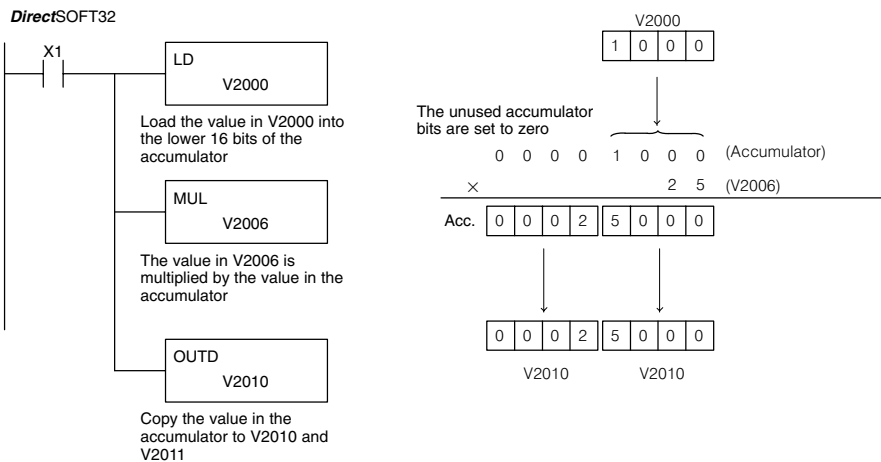 DirectSOFT32
X1
LD
V2000
Load the value in V2000 into
the lower 16 bits of the
accumulator
MUL
V2006
The value in V2006 is
multiplied by the value in the
accumulator
OUTD
V2010
Copy the value in the
accumulator to V2010 and
V2011
V2000
1 0 0 0
The unused accumulator
bits are set to zero
0 0 0 0 1 0 0 0 (Accumulator)
× 2 5 (V2006)
Acc. 0 0 0 2 5 0 0 0
0 0 0 2 5 0 0 0
V2010 V2010